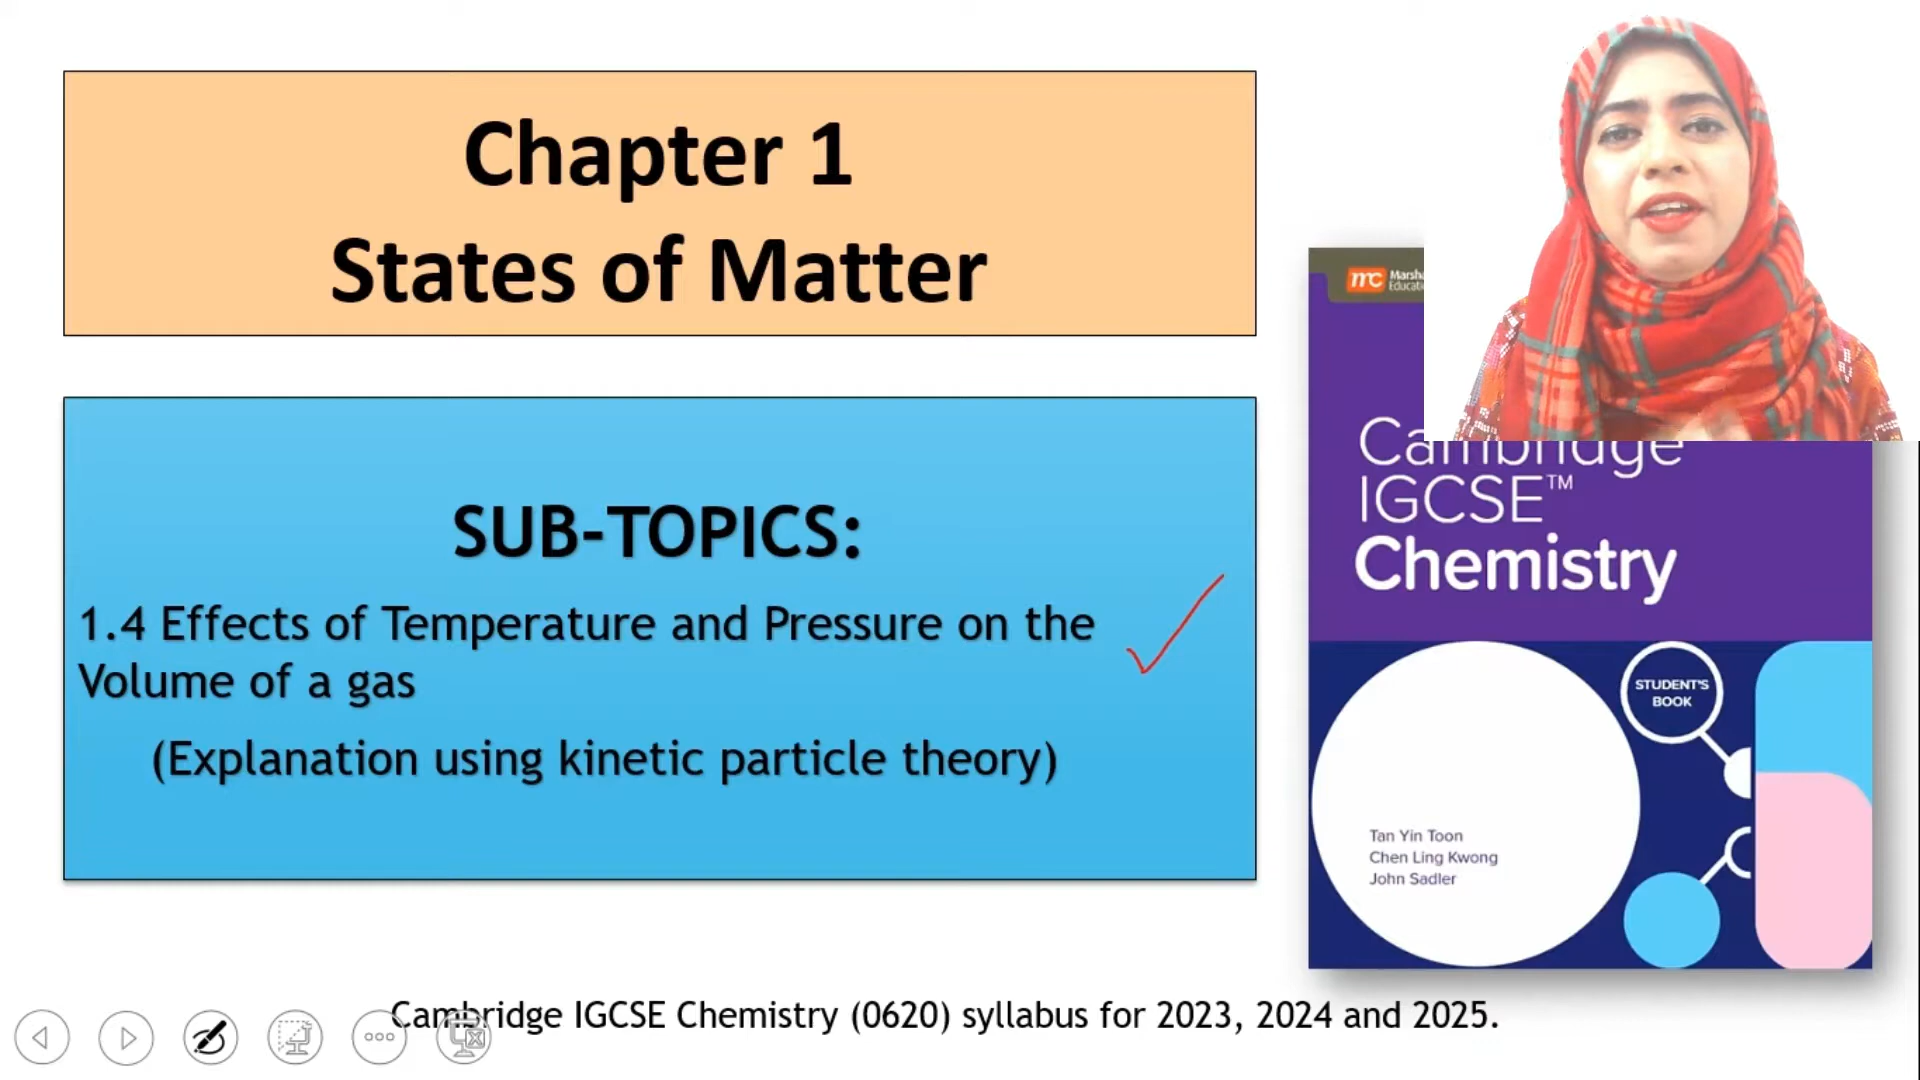 Chapter 1
States of Matter
SUB-TOPICS:
1.4 Effects of Temperature and Pressure on the
Volume of a gas
(Explanation using kinetic particle theory)
mc
Cambridge
IGCSE™
Chemistry
STUDENT'S
BOOK
Tan Yin Toon
Chen Ling Kwong
John Sadler
Cambridge IGCSE Chemistry (0620) syllabus for 2023, 2024 and 2025.